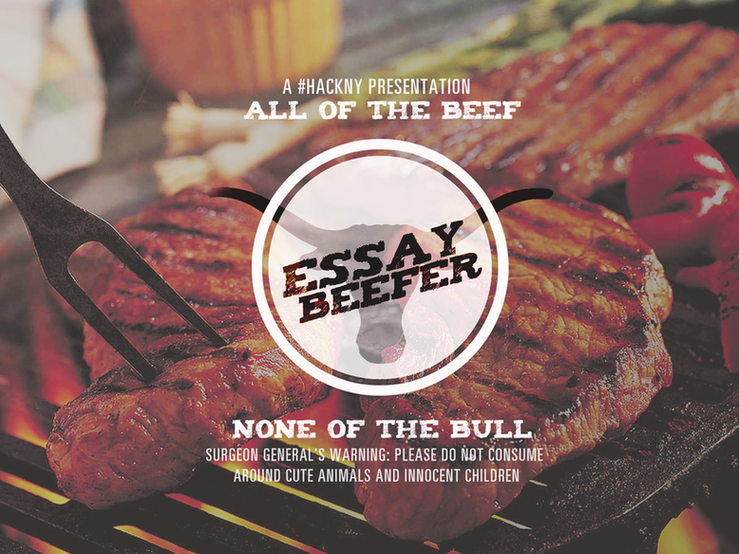 A #HACKNY PRESENTATION
ALL OF THE BEEF
ESSAY
BEEFER
NONE OF THE BULL
SURGEON GENERAL'S WARNING: PLEASE DO NOT CONSUME
AROUND CUTE ANIMALS AND INNOCENT CHILDREN